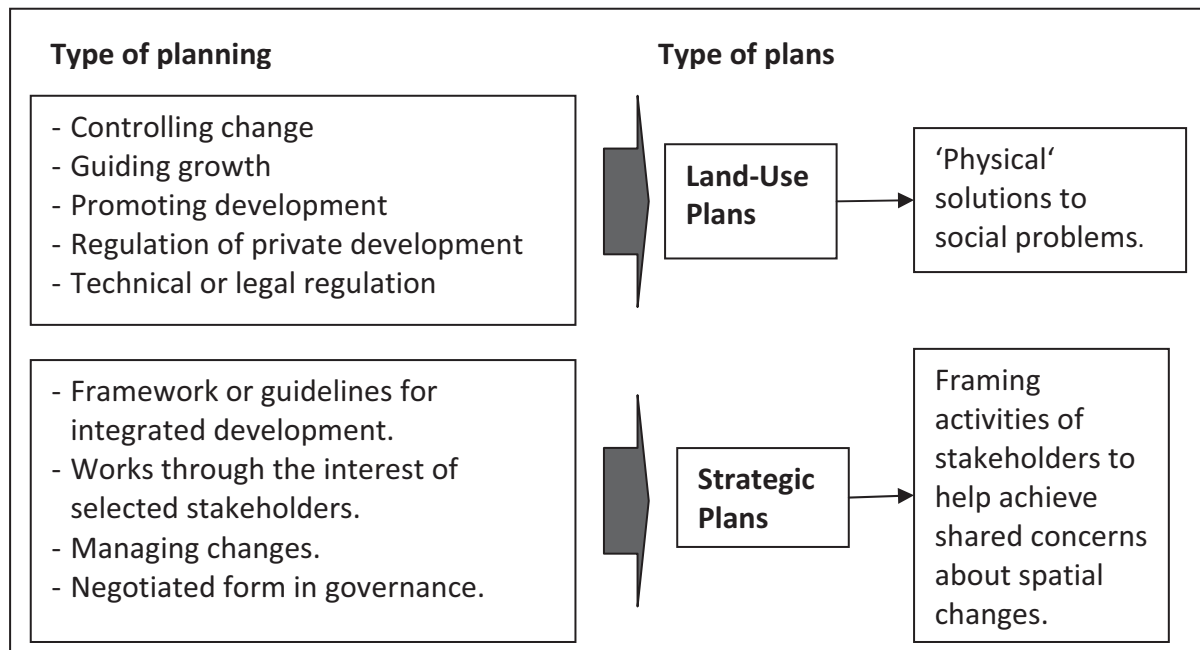 Type of planning
Type of plans
- Controlling change
- Guiding growth
- Promoting development
- Regulation of private development
- Technical or legal regulation
Land-Use
Plans
‘Physical‘
solutions to
social problems.
- Framework or guidelines for
integrated development.
- Works through the interest of
selected stakeholders.
- Managing changes.
- Negotiated form in governance.
Strategic
Plans
Framing
activities of
stakeholders to
help achieve
shared concerns
about spatial
changes.